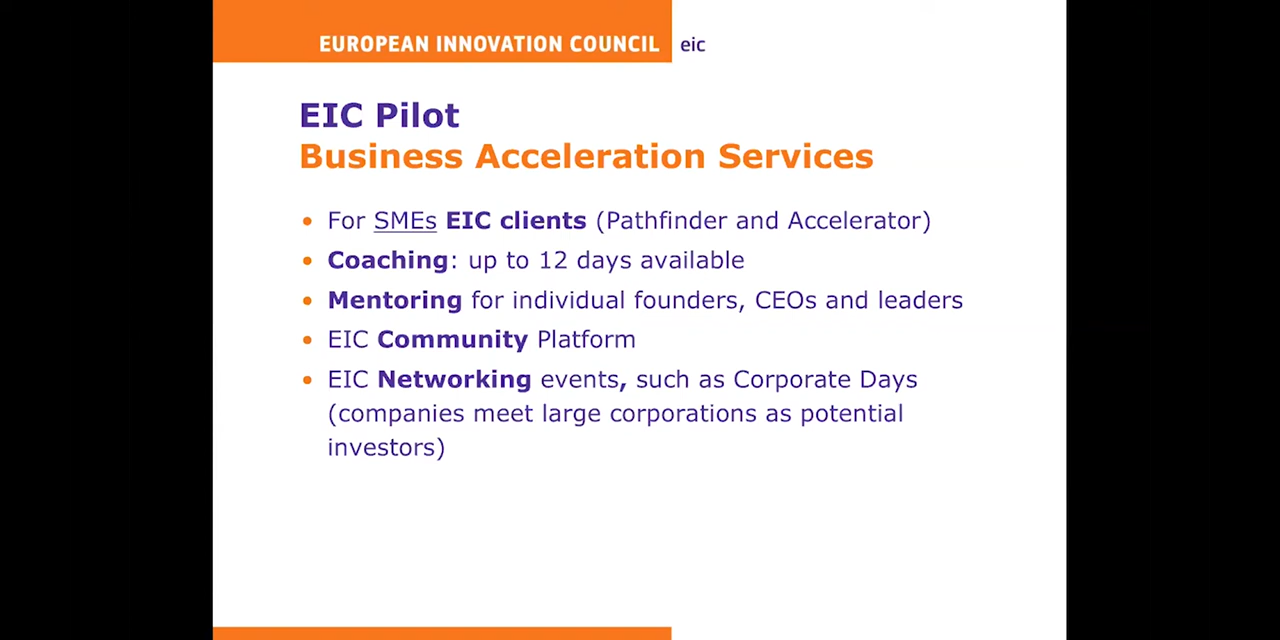 EUROPEAN INNOVATION COUNCIL eic
EIC Pilot
Business Acceleration Services
• For SMEs EIC clients (Pathfinder and Accelerator)
• Coaching: up to 12 days available
• Mentoring for individual founders, CEOs and leaders
• EIC Community Platform
• EIC Networking events, such as Corporate Days
(companies meet large corporations as potential
investors)